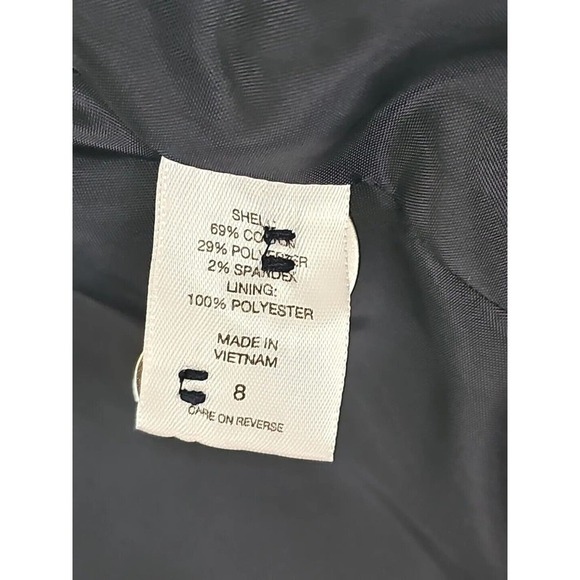 SHELL:
69% COTTON
29% POLYESTER
2% SPANDEX
LINING:
100% POLYESTER
MADE IN
VIETNAM
8
CARE ON REVERSE